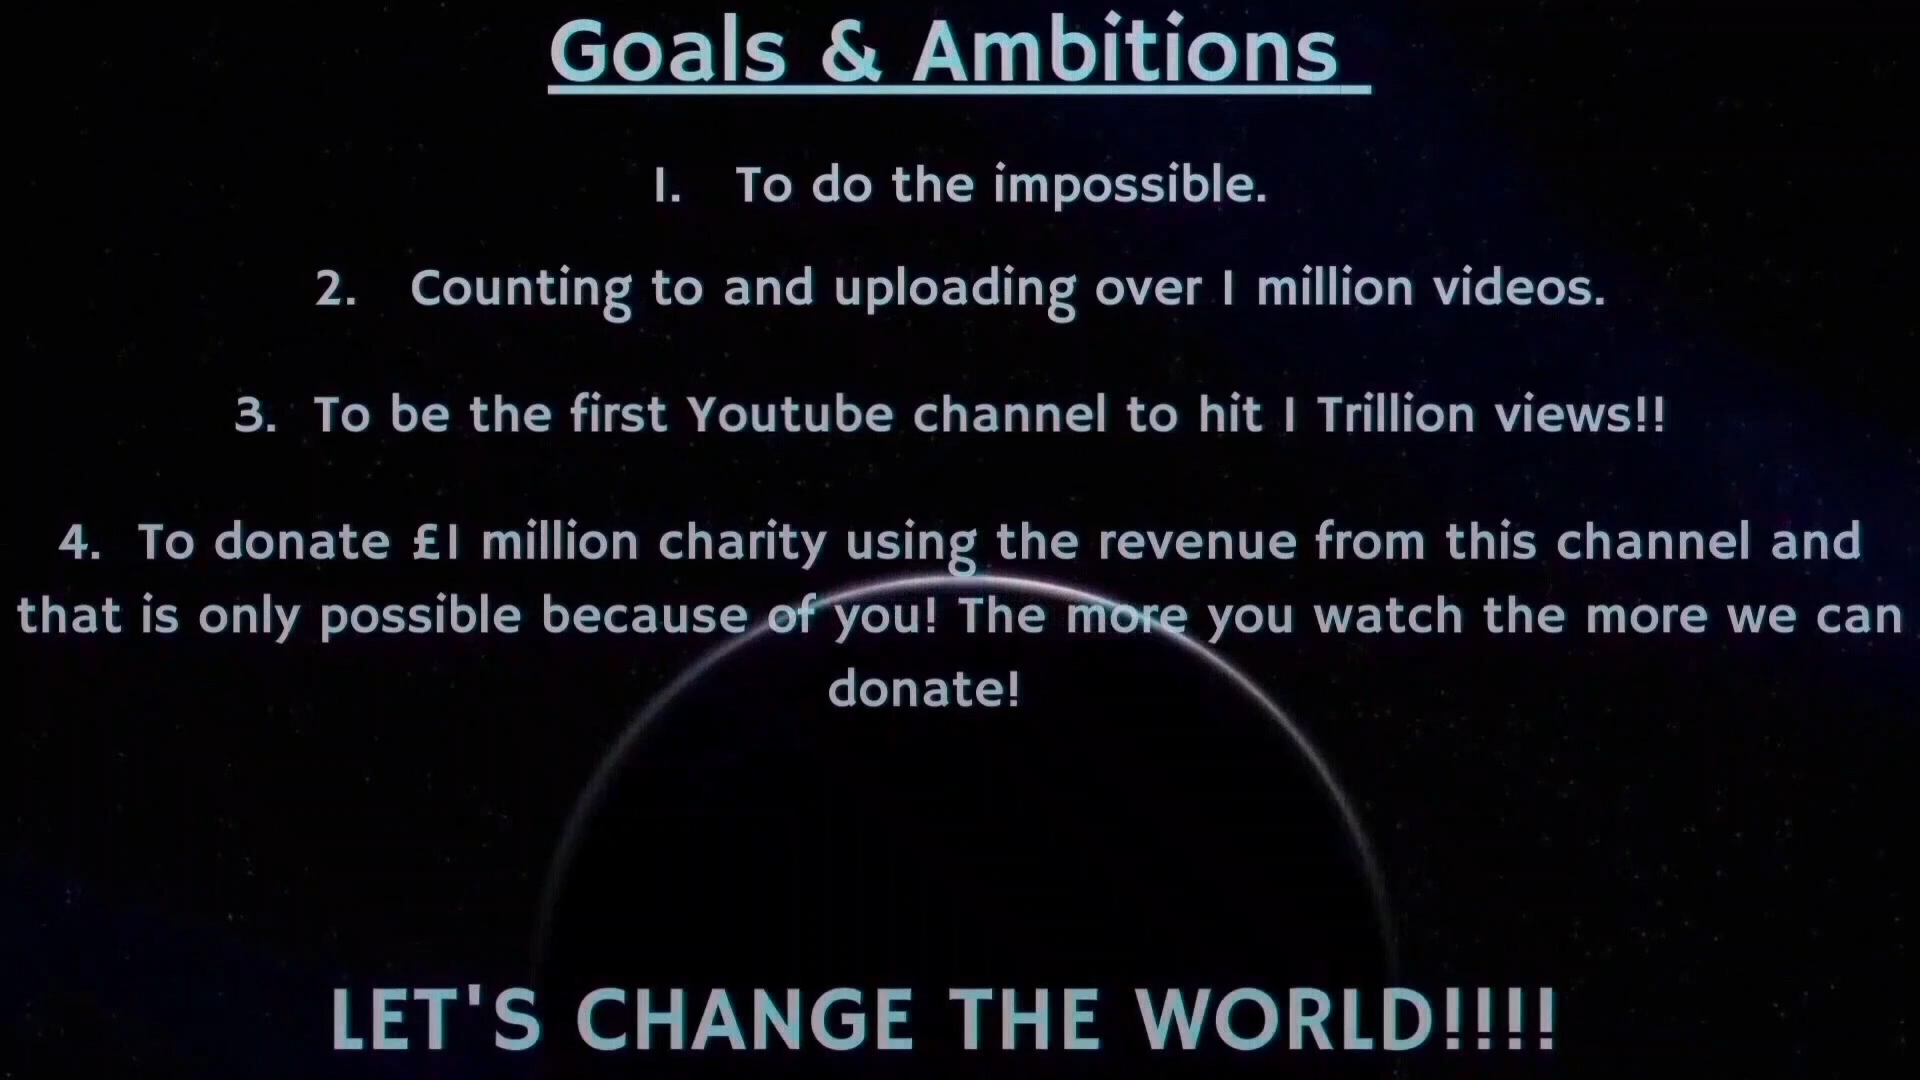 Goals & Ambitions
1. To do the impossible.
2. Counting to and uploading over 1 million videos.
3. To be the first Youtube channel to hit 1 Trillion views!!
4. To donate £1 million charity using the revenue from this channel and
that is only possible because of you! The more you watch the more we can
donate!
LET'S CHANGE THE WORLD!!!!